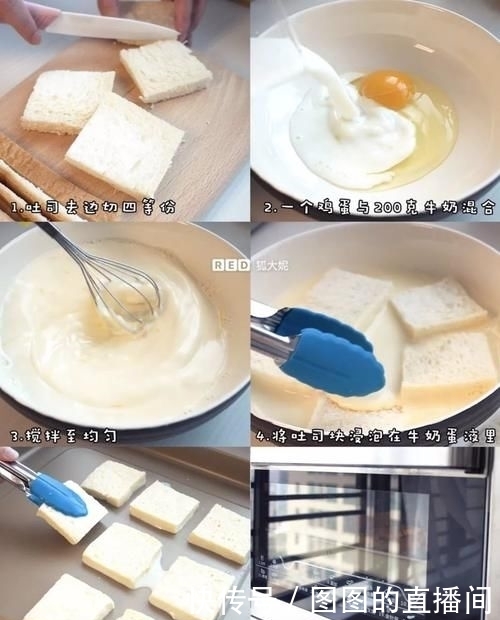 1.吐司去边切四等份
2.一个鸡蛋与200克牛奶混合
RED 狐大妮
3.搅拌至均匀
4.将吐司块浸泡在牛奶蛋液里
传号/图图的直播间